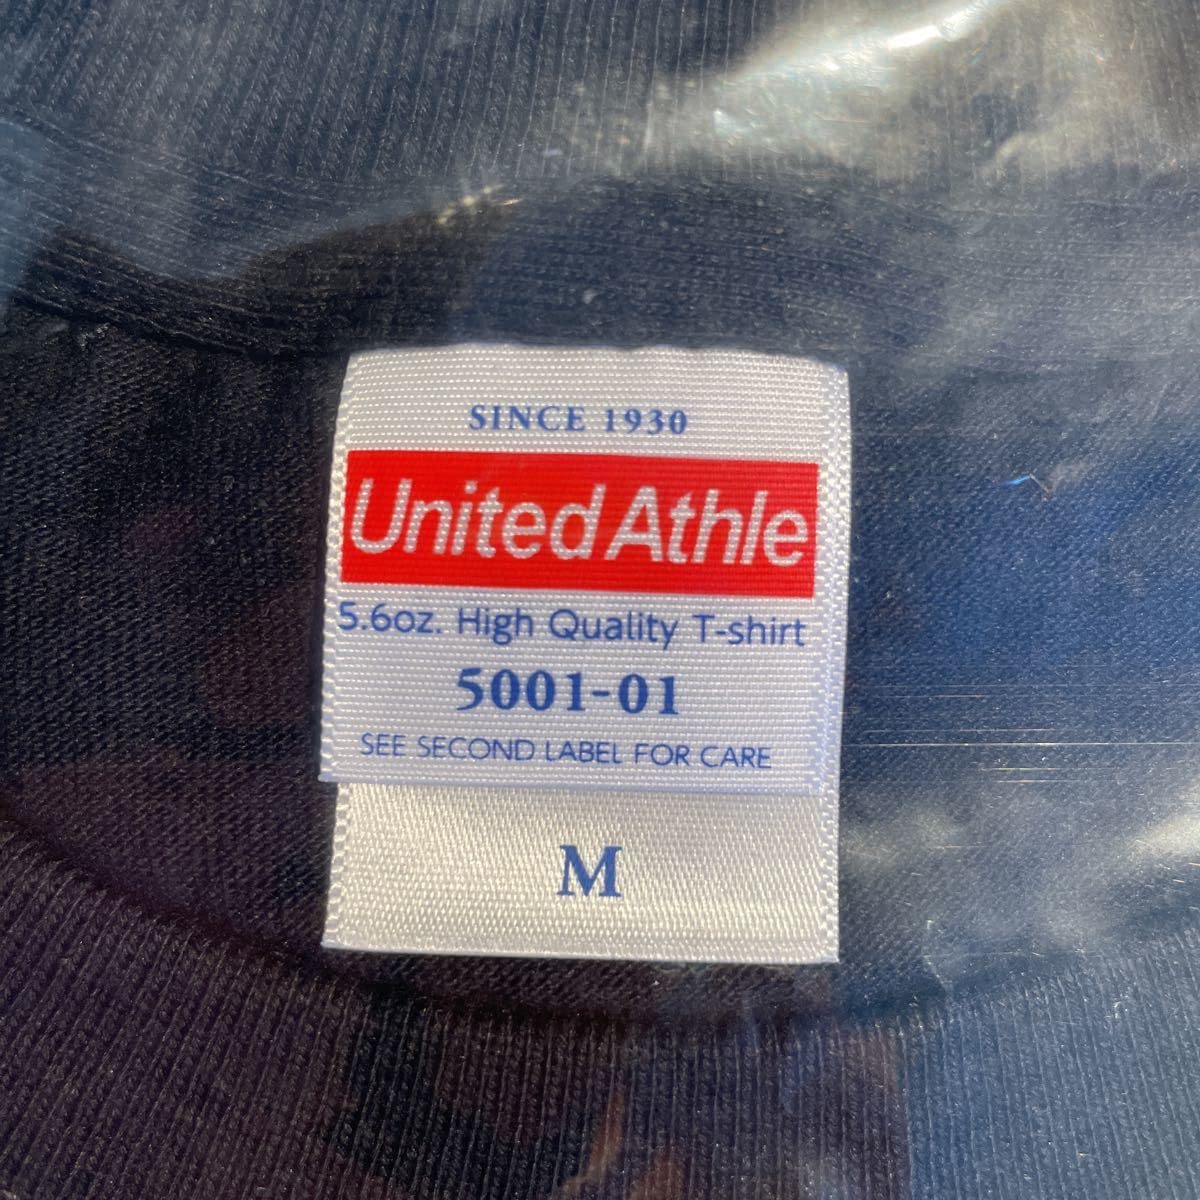 SINCE 1930
United Athle
5.6oz. High Quality T-shirt
5001-01
SEE SECOND LABEL FOR CARE
M